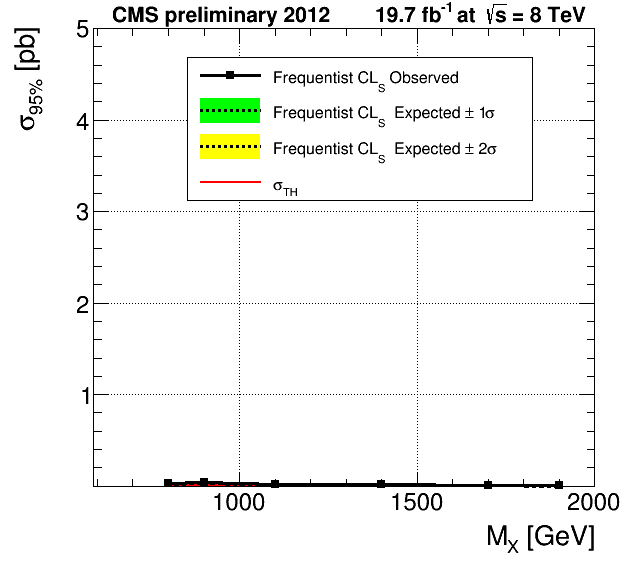 CMS preliminary 2012 19.7 fb⁻¹ at √s = 8 TeV
σ95% [pb]
5
4
3
2
1
Frequentist CLS Observed
Frequentist CLS Expected ± 1σ
Frequentist CLS Expected ± 2σ
σTH
1000 1500 2000
MX [GeV]